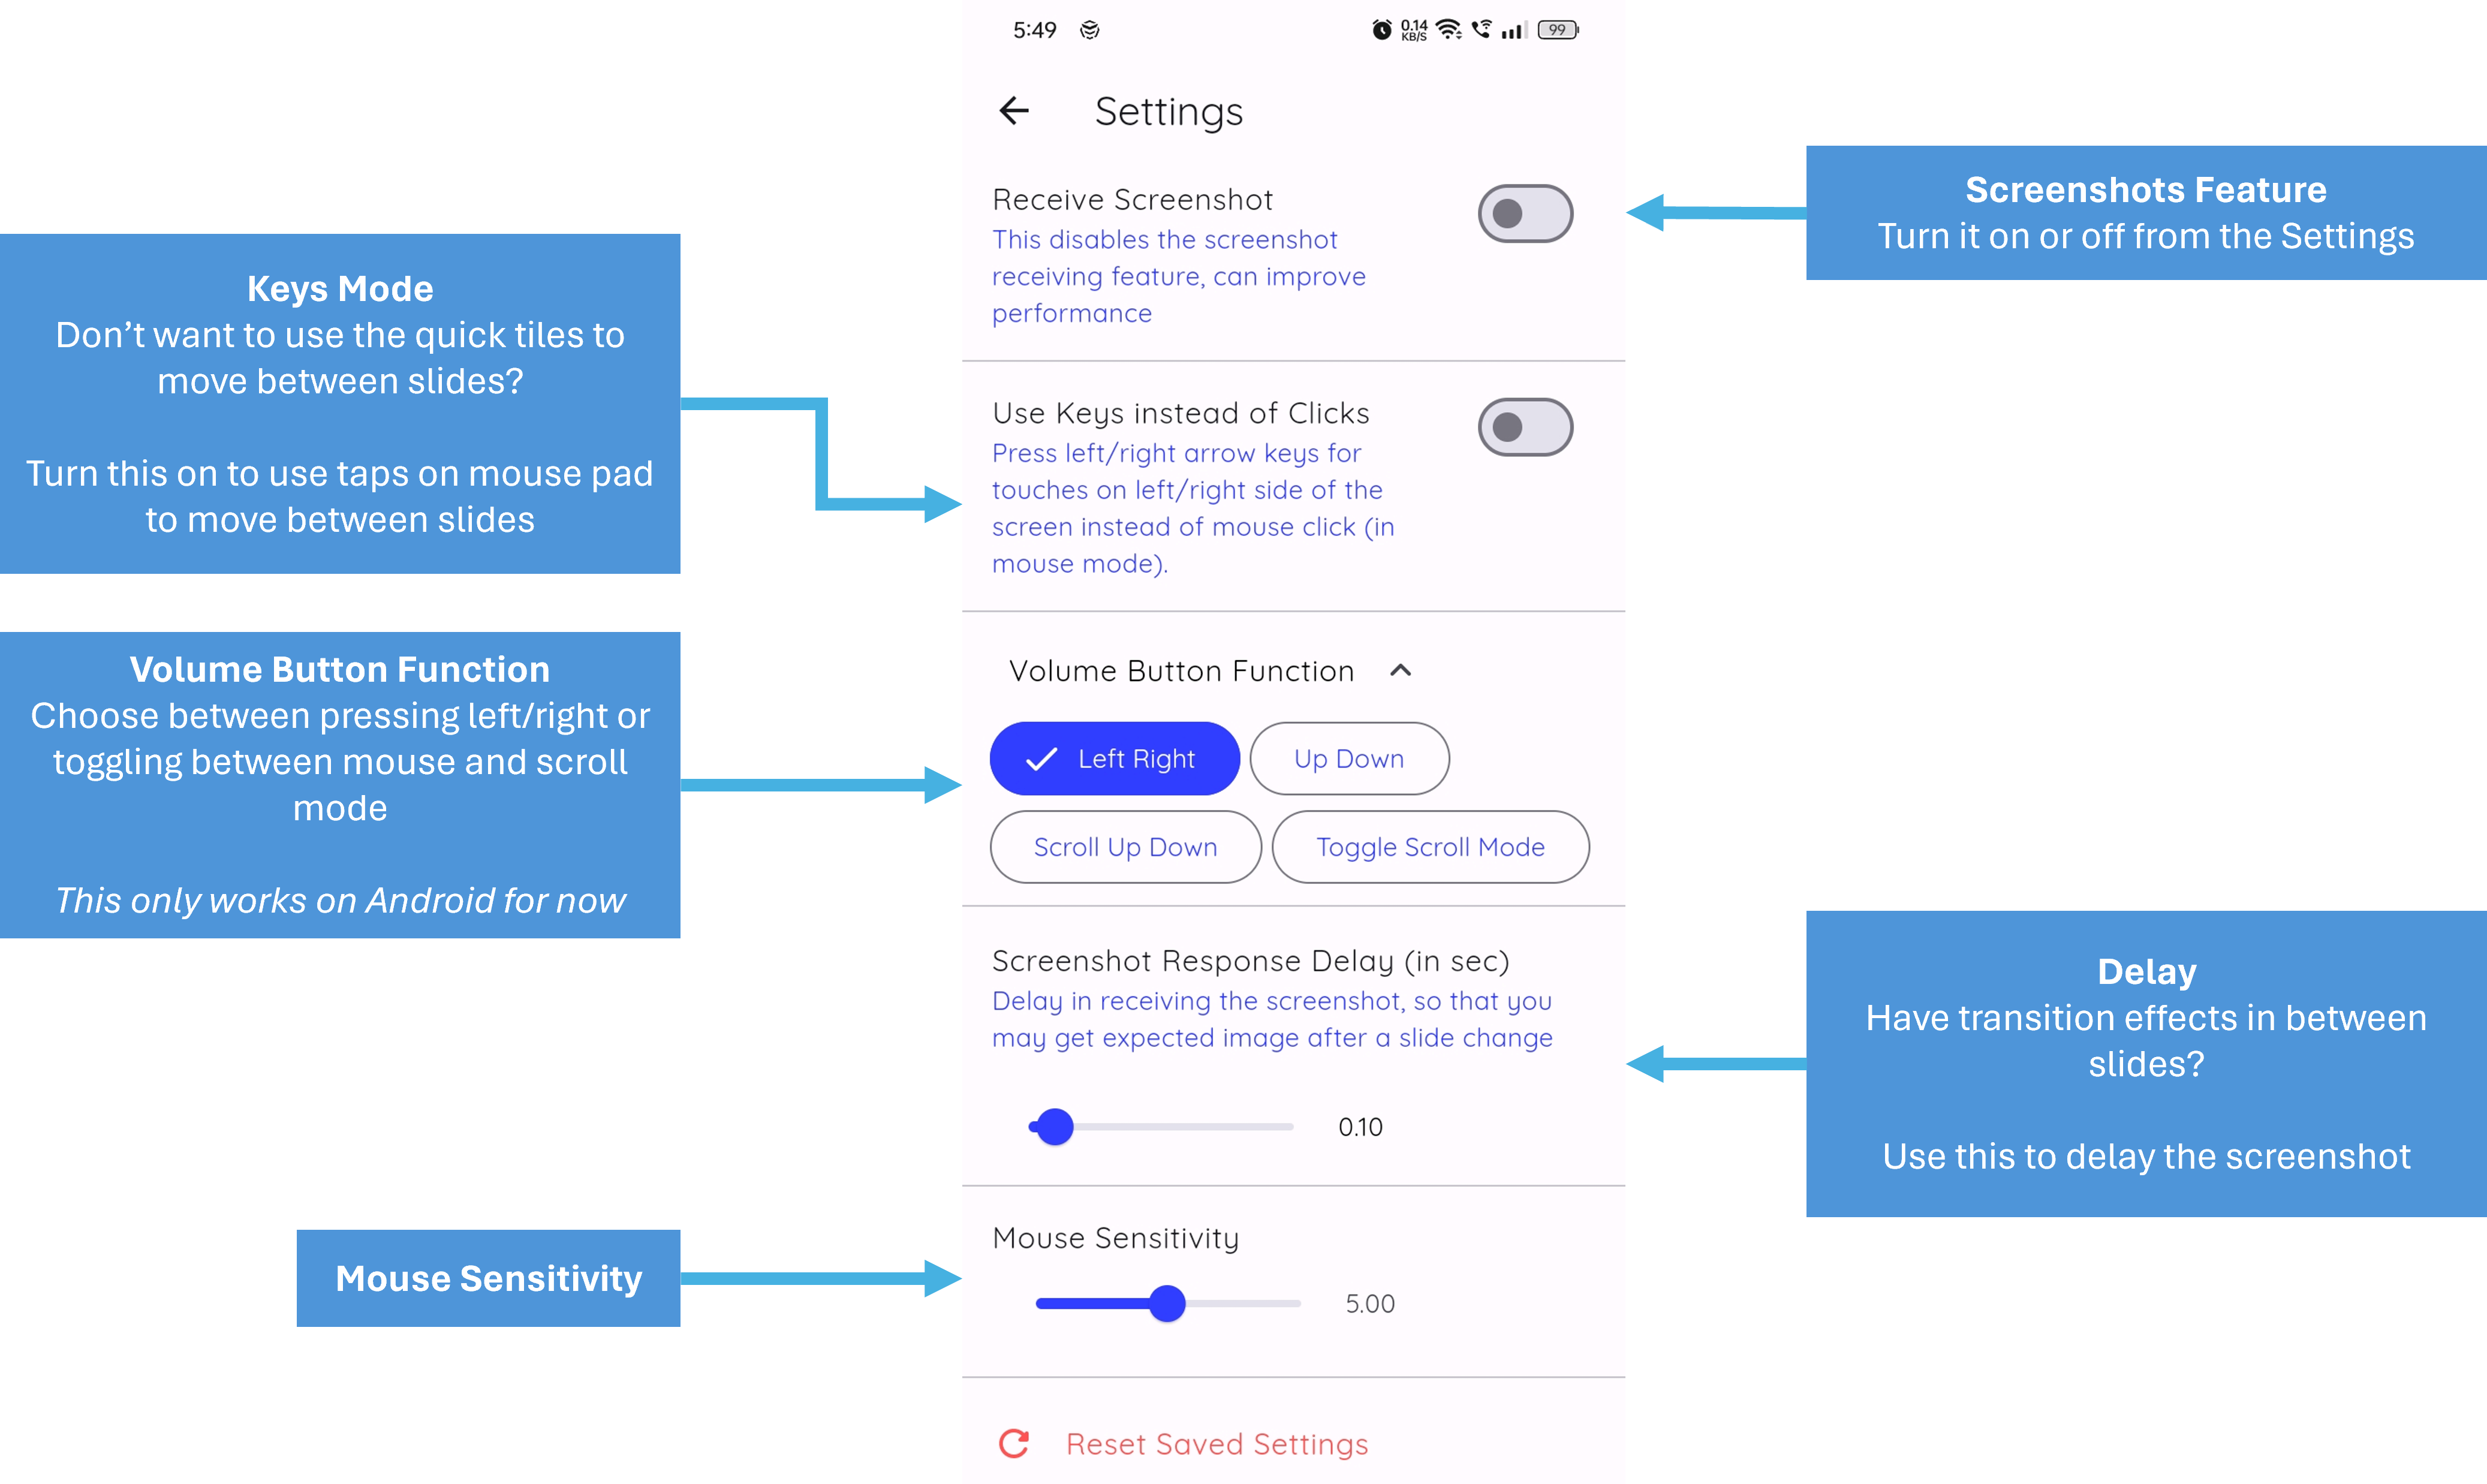 5:49
0.14
KB/S
99
Settings
Receive Screenshot
This disables the screenshot
receiving feature, can improve
performance
Use Keys instead of Clicks
Press left/right arrow keys for
touches on left/right side of the
screen instead of mouse click (in
mouse mode).
Volume Button Function
Left Right
Up Down
Scroll Up Down
Toggle Scroll Mode
Screenshot Response Delay (in sec)
Delay in receiving the screenshot, so that you
may get expected image after a slide change
0.10
Mouse Sensitivity
5.00
Reset Saved Settings
Keys Mode
Don’t want to use the quick tiles to
move between slides?
Turn this on to use taps on mouse pad
to move between slides
Volume Button Function
Choose between pressing left/right or
toggling between mouse and scroll
mode
This only works on Android for now
Mouse Sensitivity
Screenshots Feature
Turn it on or off from the Settings
Delay
Have transition effects in between
slides?
Use this to delay the screenshot